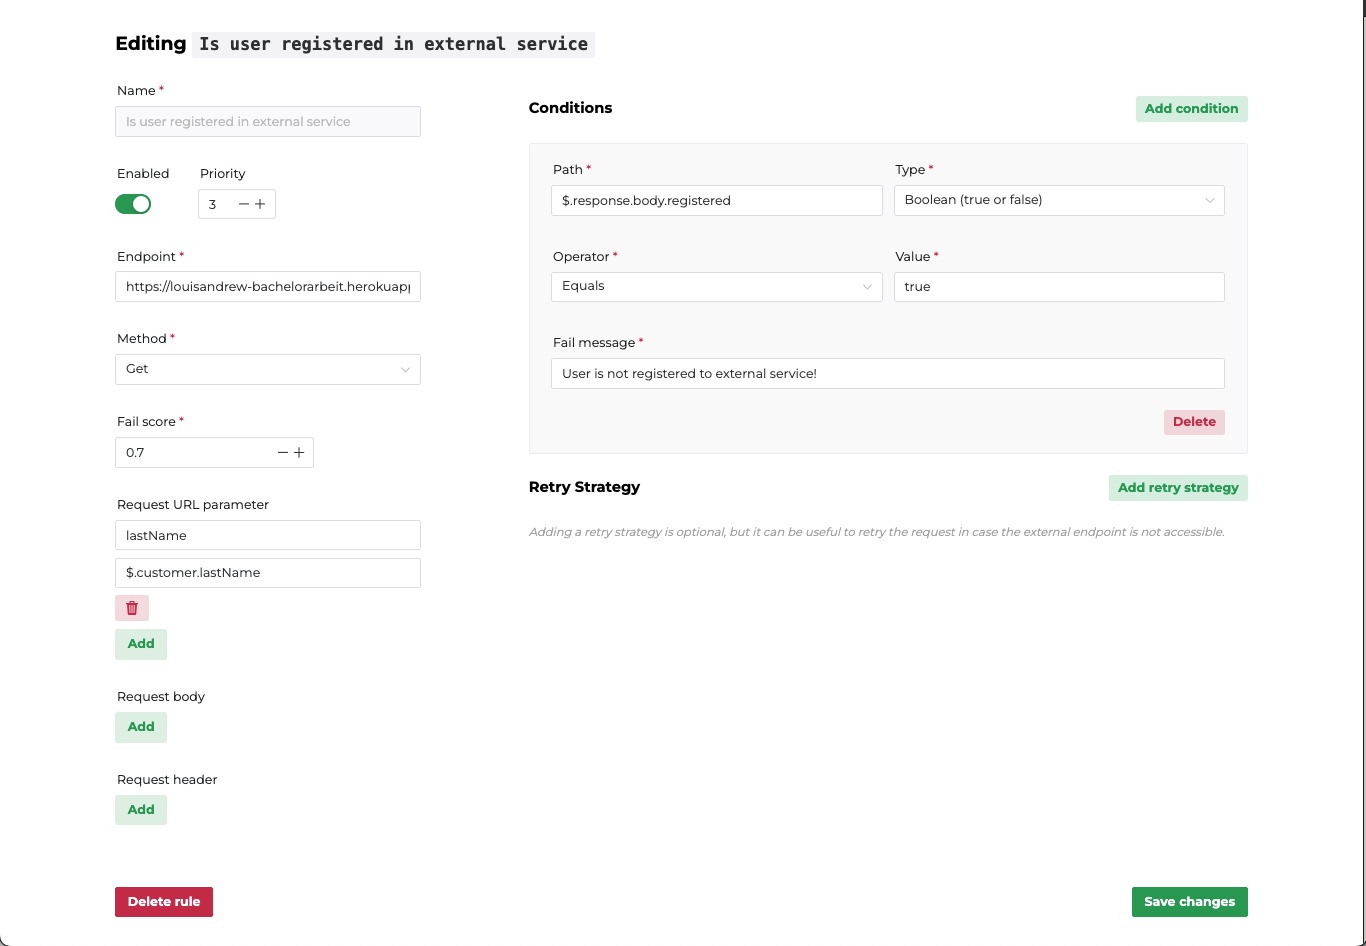 Editing Is user registered in external service
Name *
Is user registered in external service
Enabled
Priority
3
Endpoint *
https://louisandrew-bachelorarbeit.herokuapp
Method *
Get
Fail score *
0.7
Request URL parameter
lastName
$.customer.lastName
Add
Request body
Add
Request header
Add
Delete rule
Conditions
Add condition
Path *
$.response.body.registered
Type *
Boolean (true or false)
Operator *
Equals
Value *
true
Fail message *
User is not registered to external service!
Delete
Retry Strategy
Add retry strategy
Adding a retry strategy is optional, but it can be useful to retry the request in case the external endpoint is not accessible.
Save changes